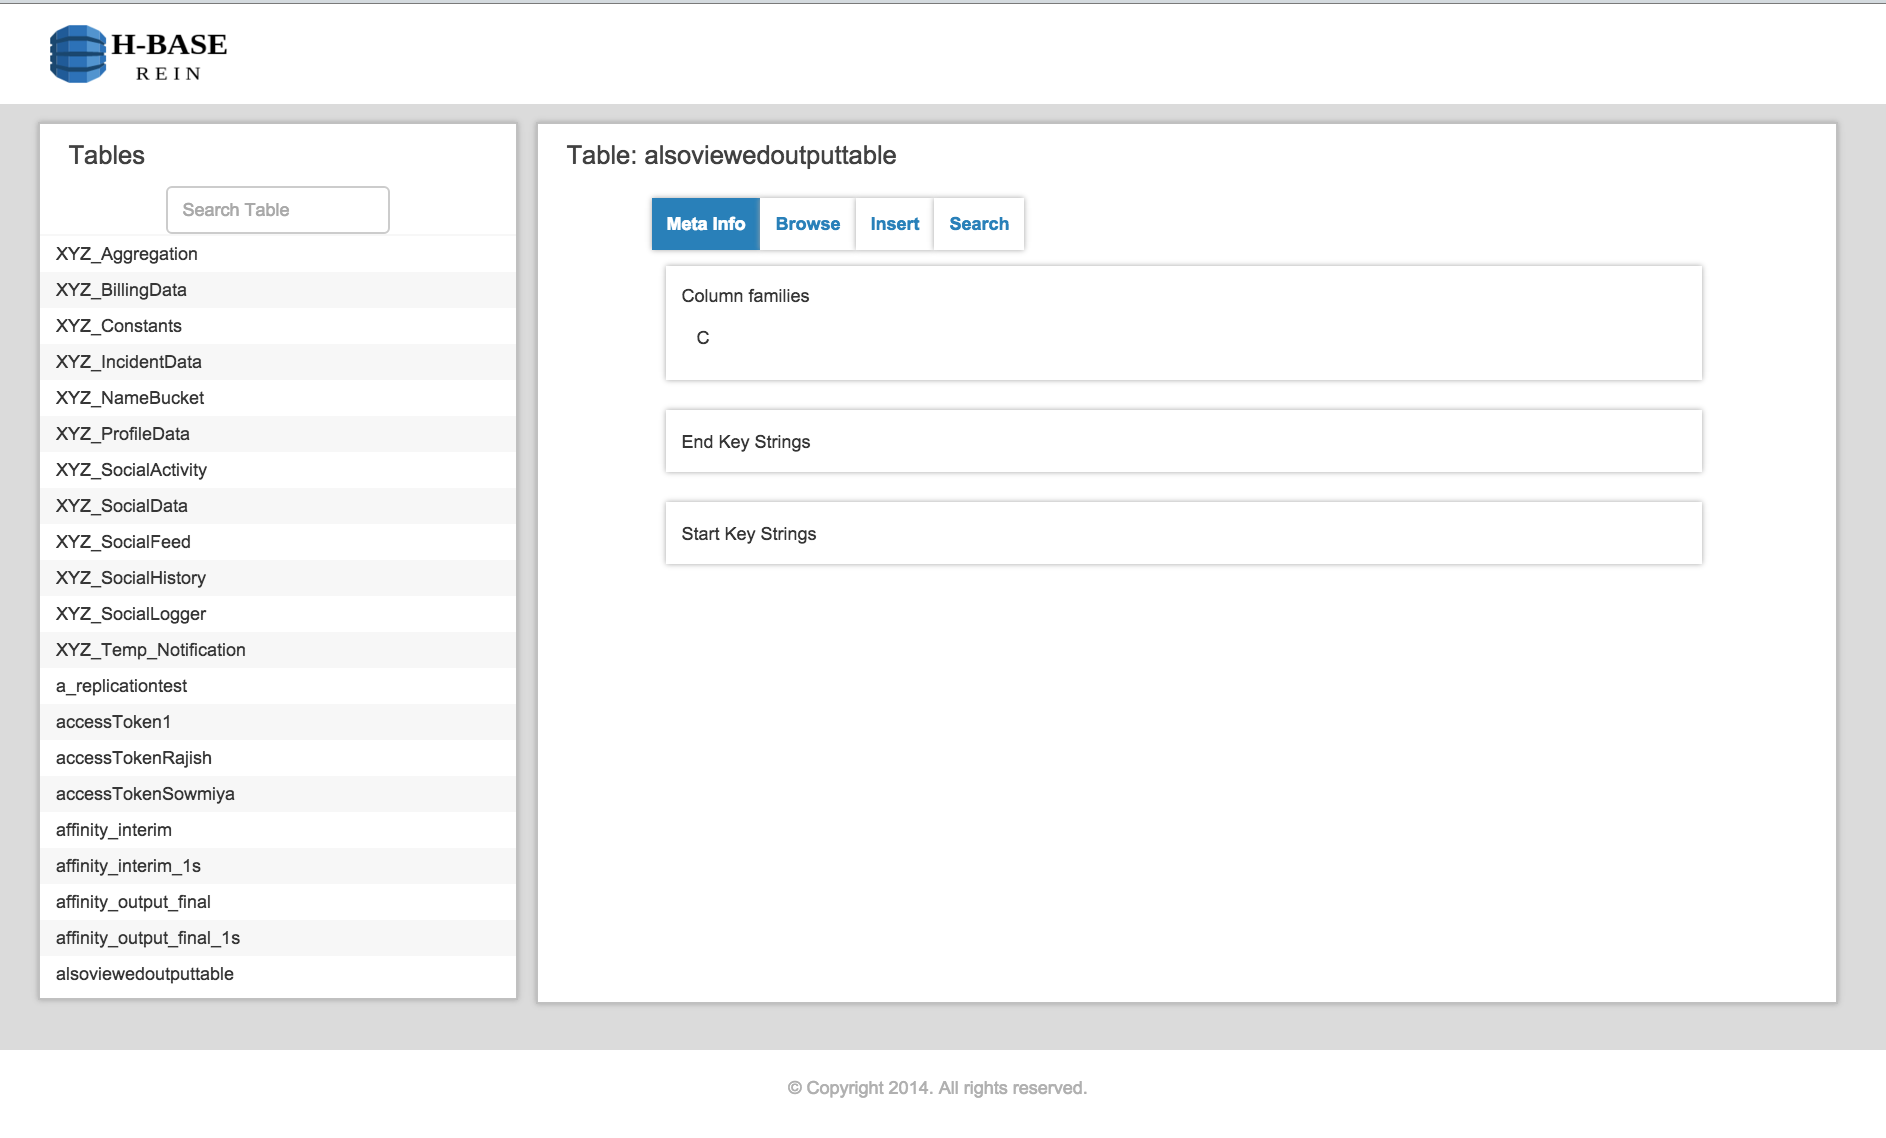 H-BASE
REIN
Tables
Search Table
XYZ_Aggregation
XYZ_BillingData
XYZ_Constants
XYZ_IncidentData
XYZ_NameBucket
XYZ_ProfileData
XYZ_SocialActivity
XYZ_SocialData
XYZ_SocialFeed
XYZ_SocialHistory
XYZ_SocialLogger
XYZ_Temp_Notification
a_replicationtest
accessToken1
accessTokenRajish
accessTokenSowmiya
affinity_interim
affinity_interim_1s
affinity_output_final
affinity_output_final_1s
alsoviewedoutputtable
Table: alsoviewedoutputtable
Meta Info Browse Insert Search
Column families
C
End Key Strings
Start Key Strings
© Copyright 2014. All rights reserved.